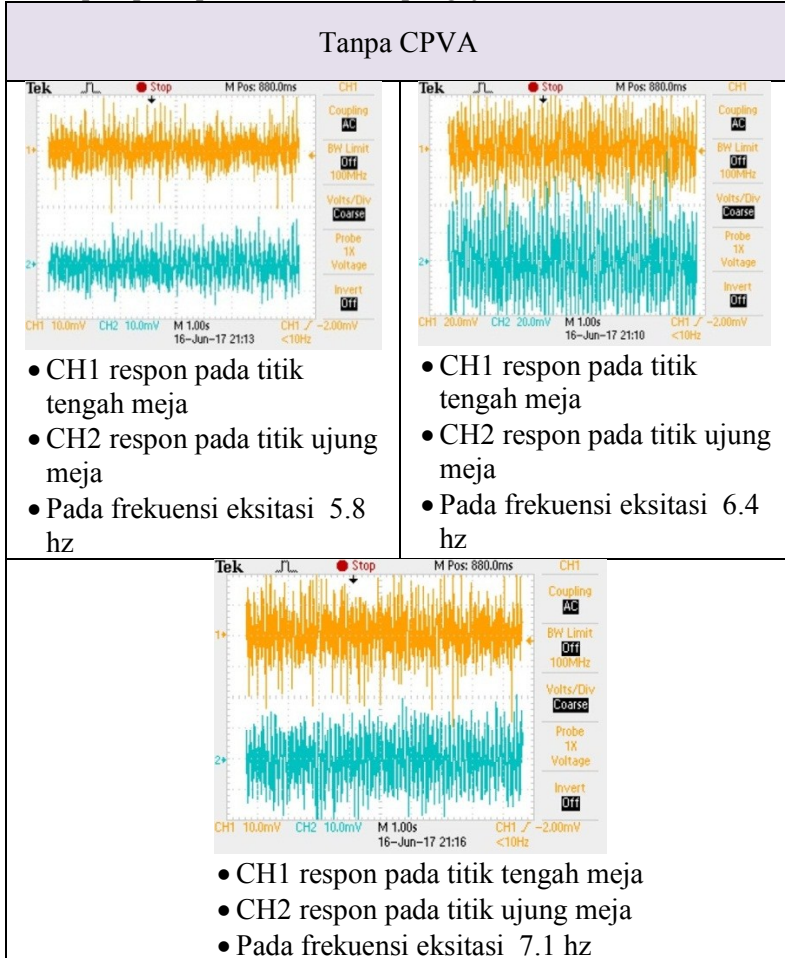 Tanpa CPVA
Tek Stop M Pos: 880.0ms CH1
Coupling
AC
BW Limit
Off
100MHz
Volts/Div
Coarse
Probe
1X
Voltage
Invert
Off
1
2
CH1 10.0mV CH2 10.0mV M 1.00s CH1 -2.00mV
16-Jun-17 21:13 <10Hz
• CH1 respon pada titik
tengah meja
• CH2 respon pada titik ujung
meja
• Pada frekuensi eksitasi 5.8
hz
Tek Stop M Pos: 880.0ms CH1
Coupling
AC
BW Limit
Off
100MHz
Volts/Div
Coarse
Probe
1X
Voltage
Invert
Off
1
2
CH1 20.0mV CH2 20.0mV M 1.00s CH1 -2.00mV
16-Jun-17 21:10 <10Hz
• CH1 respon pada titik
tengah meja
• CH2 respon pada titik ujung
meja
• Pada frekuensi eksitasi 6.4
hz
Tek Stop M Pos: 880.0ms CH1
Coupling
AC
BW Limit
Off
100MHz
Volts/Div
Coarse
Probe
1X
Voltage
Invert
Off
1
2
CH1 10.0mV CH2 10.0mV M 1.00s CH1 -2.00mV
16-Jun-17 21:16 <10Hz
• CH1 respon pada titik tengah meja
• CH2 respon pada titik ujung meja
• Pada frekuensi eksitasi 7.1 hz